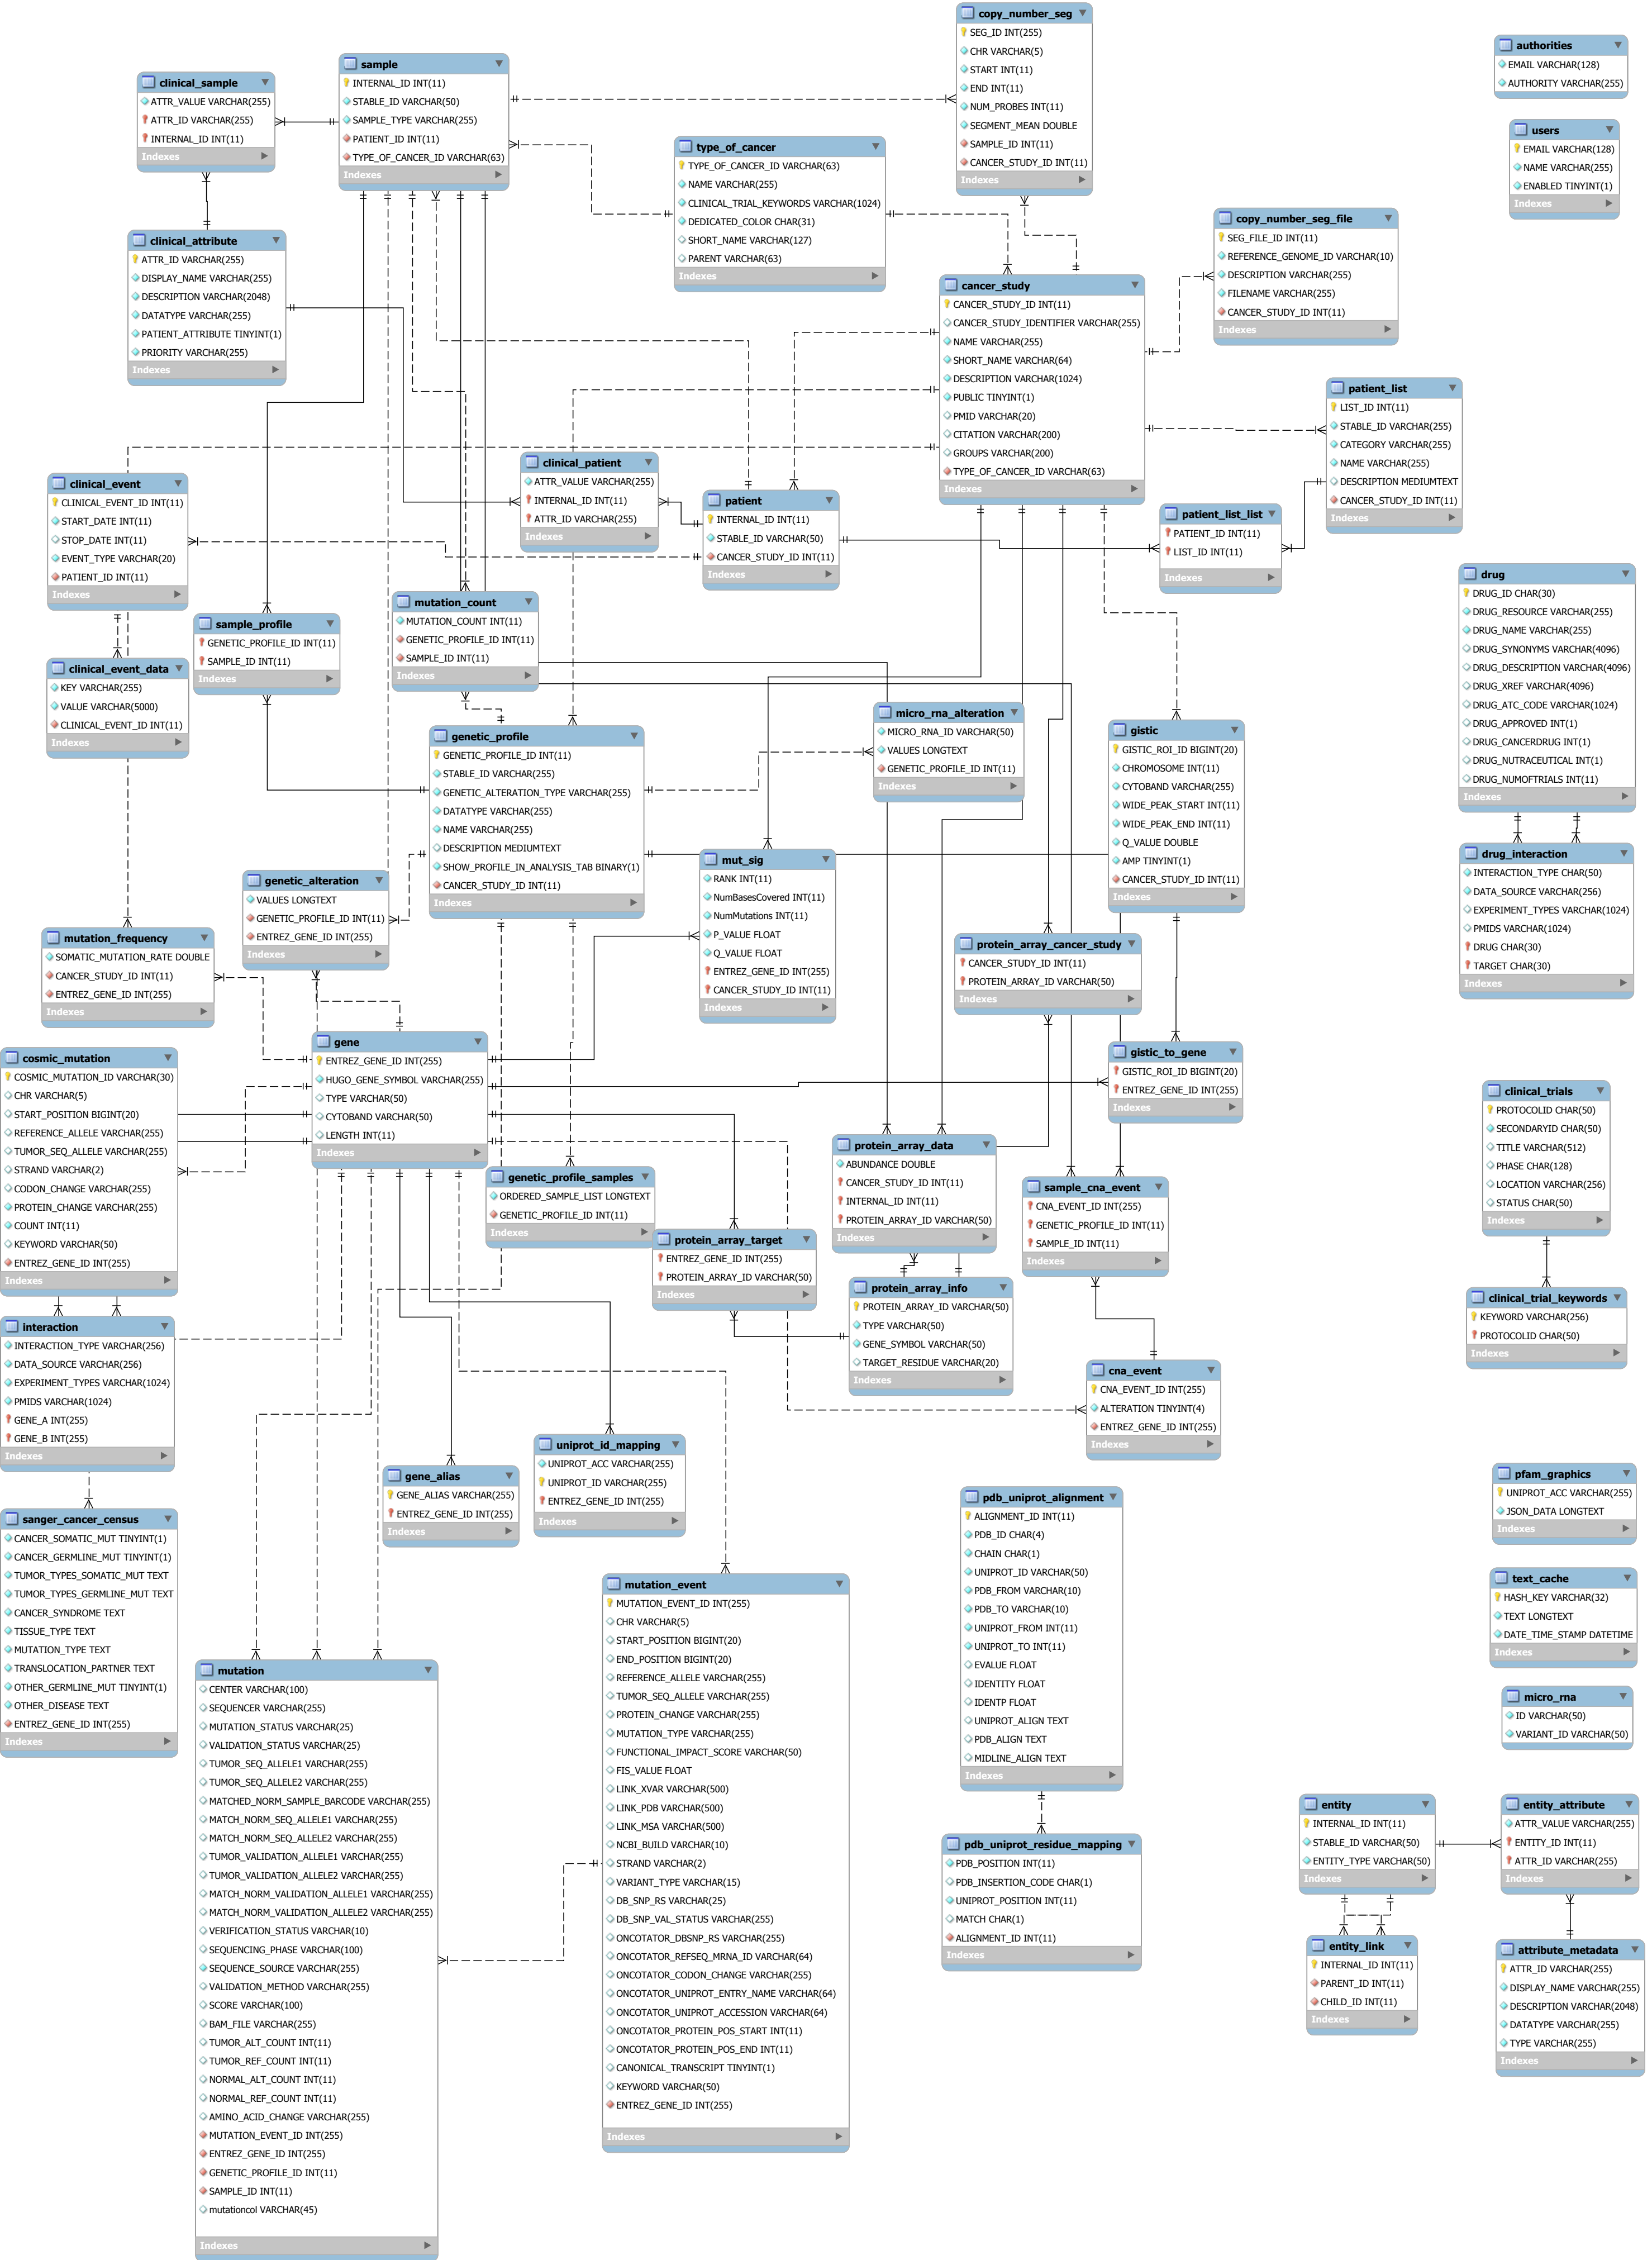 copy_number_seg
SEG_ID INT(255)
CHR VARCHAR(5)
START INT(11)
END INT(11)
NUM_PROBES INT(11)
SEGMENT_MEAN DOUBLE
SAMPLE_ID INT(11)
CANCER_STUDY_ID INT(11)
Indexes
authorities
EMAIL VARCHAR(128)
AUTHORITY VARCHAR(255)
sample
INTERNAL_ID INT(11)
STABLE_ID VARCHAR(50)
SAMPLE_TYPE VARCHAR(255)
PATIENT_ID INT(11)
TYPE_OF_CANCER_ID VARCHAR(63)
Indexes
clinical_sample
ATTR_VALUE VARCHAR(255)
ATTR_ID VARCHAR(255)
INTERNAL_ID INT(11)
Indexes
users
EMAIL VARCHAR(128)
NAME VARCHAR(255)
ENABLED TINYINT(1)
Indexes
type_of_cancer
TYPE_OF_CANCER_ID VARCHAR(63)
NAME VARCHAR(255)
CLINICAL_TRIAL_KEYWORDS VARCHAR(1024)
DEDICATED_COLOR CHAR(31)
SHORT_NAME VARCHAR(127)
PARENT VARCHAR(63)
Indexes
copy_number_seg_file
SEG_FILE_ID INT(11)
REFERENCE_GENOME_ID VARCHAR(10)
DESCRIPTION VARCHAR(255)
FILENAME VARCHAR(255)
CANCER_STUDY_ID INT(11)
Indexes
clinical_attribute
ATTR_ID VARCHAR(255)
DISPLAY_NAME VARCHAR(255)
DESCRIPTION VARCHAR(2048)
DATATYPE VARCHAR(255)
PATIENT_ATTRIBUTE TINYINT(1)
PRIORITY VARCHAR(255)
Indexes
cancer_study
CANCER_STUDY_ID INT(11)
CANCER_STUDY_IDENTIFIER VARCHAR(255)
NAME VARCHAR(255)
SHORT_NAME VARCHAR(64)
DESCRIPTION VARCHAR(1024)
PUBLIC TINYINT(1)
PMID VARCHAR(20)
CITATION VARCHAR(200)
GROUPS VARCHAR(200)
TYPE_OF_CANCER_ID VARCHAR(63)
Indexes
patient_list
LIST_ID INT(11)
STABLE_ID VARCHAR(255)
CATEGORY VARCHAR(255)
NAME VARCHAR(255)
DESCRIPTION MEDIUMTEXT
CANCER_STUDY_ID INT(11)
Indexes
clinical_patient
ATTR_VALUE VARCHAR(255)
INTERNAL_ID INT(11)
ATTR_ID VARCHAR(255)
Indexes
clinical_event
CLINICAL_EVENT_ID INT(11)
START_DATE INT(11)
STOP_DATE INT(11)
EVENT_TYPE VARCHAR(20)
PATIENT_ID INT(11)
Indexes
patient
INTERNAL_ID INT(11)
STABLE_ID VARCHAR(50)
CANCER_STUDY_ID INT(11)
Indexes
patient_list_list
PATIENT_ID INT(11)
LIST_ID INT(11)
Indexes
drug
DRUG_ID CHAR(30)
DRUG_RESOURCE VARCHAR(255)
DRUG_NAME VARCHAR(255)
DRUG_SYNONYMS VARCHAR(4096)
DRUG_DESCRIPTION VARCHAR(4096)
DRUG_XREF VARCHAR(4096)
DRUG_ATC_CODE VARCHAR(1024)
DRUG_APPROVED INT(1)
DRUG_CANCERDRUG INT(1)
DRUG_NUTRACEUTICAL INT(1)
DRUG_NUMOFTRIALS INT(11)
Indexes
mutation_count
MUTATION_COUNT INT(11)
GENETIC_PROFILE_ID INT(11)
SAMPLE_ID INT(11)
Indexes
sample_profile
GENETIC_PROFILE_ID INT(11)
SAMPLE_ID INT(11)
Indexes
clinical_event_data
KEY VARCHAR(255)
VALUE VARCHAR(5000)
CLINICAL_EVENT_ID INT(11)
Indexes
micro_rna_alteration
MICRO_RNA_ID VARCHAR(50)
VALUES LONGTEXT
GENETIC_PROFILE_ID INT(11)
Indexes
genetic_profile
GENETIC_PROFILE_ID INT(11)
STABLE_ID VARCHAR(255)
GENETIC_ALTERATION_TYPE VARCHAR(255)
DATATYPE VARCHAR(255)
NAME VARCHAR(255)
DESCRIPTION MEDIUMTEXT
SHOW_PROFILE_IN_ANALYSIS_TAB BINARY(1)
CANCER_STUDY_ID INT(11)
Indexes
gistic
GISTIC_ROI_ID BIGINT(20)
CHROMOSOME INT(11)
CYTOBAND VARCHAR(255)
WIDE_PEAK_START INT(11)
WIDE_PEAK_END INT(11)
Q_VALUE DOUBLE
AMP TINYINT(1)
CANCER_STUDY_ID INT(11)
Indexes
drug_interaction
INTERACTION_TYPE CHAR(50)
DATA_SOURCE VARCHAR(256)
EXPERIMENT_TYPES VARCHAR(1024)
PMIDS VARCHAR(1024)
DRUG CHAR(30)
TARGET CHAR(30)
Indexes
mut_sig
RANK INT(11)
NumBasesCovered INT(11)
NumMutations INT(11)
P_VALUE FLOAT
Q_VALUE FLOAT
ENTREZ_GENE_ID INT(255)
CANCER_STUDY_ID INT(11)
Indexes
genetic_alteration
VALUES LONGTEXT
GENETIC_PROFILE_ID INT(11)
ENTREZ_GENE_ID INT(255)
Indexes
mutation_frequency
SOMATIC_MUTATION_RATE DOUBLE
CANCER_STUDY_ID INT(11)
ENTREZ_GENE_ID INT(255)
Indexes
protein_array_cancer_study
CANCER_STUDY_ID INT(11)
PROTEIN_ARRAY_ID VARCHAR(50)
Indexes
gene
ENTREZ_GENE_ID INT(255)
HUGO_GENE_SYMBOL VARCHAR(255)
TYPE VARCHAR(50)
CYTOBAND VARCHAR(50)
LENGTH INT(11)
Indexes
gistic_to_gene
GISTIC_ROI_ID BIGINT(20)
ENTREZ_GENE_ID INT(255)
Indexes
cosmic_mutation
COSMIC_MUTATION_ID VARCHAR(30)
CHR VARCHAR(5)
START_POSITION BIGINT(20)
REFERENCE_ALLELE VARCHAR(255)
TUMOR_SEQ_ALLELE VARCHAR(255)
STRAND VARCHAR(2)
CODON_CHANGE VARCHAR(255)
PROTEIN_CHANGE VARCHAR(255)
COUNT INT(11)
KEYWORD VARCHAR(50)
ENTREZ_GENE_ID INT(255)
Indexes
clinical_trials
PROTOCOLID CHAR(50)
SECONDARYID CHAR(50)
TITLE VARCHAR(512)
PHASE CHAR(128)
LOCATION VARCHAR(256)
STATUS CHAR(50)
Indexes
protein_array_data
ABUNDANCE DOUBLE
CANCER_STUDY_ID INT(11)
INTERNAL_ID INT(11)
PROTEIN_ARRAY_ID VARCHAR(50)
Indexes
genetic_profile_samples
ORDERED_SAMPLE_LIST LONGTEXT
GENETIC_PROFILE_ID INT(11)
Indexes
sample_cna_event
CNA_EVENT_ID INT(255)
GENETIC_PROFILE_ID INT(11)
SAMPLE_ID INT(11)
Indexes
protein_array_target
ENTREZ_GENE_ID INT(255)
PROTEIN_ARRAY_ID VARCHAR(50)
Indexes
protein_array_info
PROTEIN_ARRAY_ID VARCHAR(50)
TYPE VARCHAR(50)
GENE_SYMBOL VARCHAR(50)
TARGET_RESIDUE VARCHAR(20)
Indexes
clinical_trial_keywords
KEYWORD VARCHAR(256)
PROTOCOLID CHAR(50)
Indexes
interaction
INTERACTION_TYPE VARCHAR(256)
DATA_SOURCE VARCHAR(256)
EXPERIMENT_TYPES VARCHAR(1024)
PMIDS VARCHAR(1024)
GENE_A INT(255)
GENE_B INT(255)
Indexes
cna_event
CNA_EVENT_ID INT(255)
ALTERATION TINYINT(4)
ENTREZ_GENE_ID INT(255)
Indexes
uniprot_id_mapping
UNIPROT_ACC VARCHAR(255)
UNIPROT_ID VARCHAR(255)
ENTREZ_GENE_ID INT(255)
Indexes
gene_alias
GENE_ALIAS VARCHAR(255)
ENTREZ_GENE_ID INT(255)
Indexes
pfam_graphics
UNIPROT_ACC VARCHAR(255)
JSON_DATA LONGTEXT
Indexes
pdb_uniprot_alignment
ALIGNMENT_ID INT(11)
PDB_ID CHAR(4)
CHAIN CHAR(1)
UNIPROT_ID VARCHAR(50)
PDB_FROM VARCHAR(10)
PDB_TO VARCHAR(10)
UNIPROT_FROM INT(11)
UNIPROT_TO INT(11)
EVALUE FLOAT
IDENTITY FLOAT
IDENTP FLOAT
UNIPROT_ALIGN TEXT
PDB_ALIGN TEXT
MIDLINE_ALIGN TEXT
Indexes
sanger_cancer_census
CANCER_SOMATIC_MUT TINYINT(1)
CANCER_GERMLINE_MUT TINYINT(1)
TUMOR_TYPES_SOMATIC_MUT TEXT
TUMOR_TYPES_GERMLINE_MUT TEXT
CANCER_SYNDROME TEXT
TISSUE_TYPE TEXT
MUTATION_TYPE TEXT
TRANSLOCATION_PARTNER TEXT
OTHER_GERMLINE_MUT TINYINT(1)
OTHER_DISEASE TEXT
ENTREZ_GENE_ID INT(255)
Indexes
text_cache
HASH_KEY VARCHAR(32)
TEXT LONGTEXT
DATE_TIME_STAMP DATETIME
Indexes
mutation_event
MUTATION_EVENT_ID INT(255)
CHR VARCHAR(5)
START_POSITION BIGINT(20)
END_POSITION BIGINT(20)
REFERENCE_ALLELE VARCHAR(255)
TUMOR_SEQ_ALLELE VARCHAR(255)
PROTEIN_CHANGE VARCHAR(255)
MUTATION_TYPE VARCHAR(255)
FUNCTIONAL_IMPACT_SCORE VARCHAR(50)
FIS_VALUE FLOAT
LINK_XVAR VARCHAR(500)
LINK_PDB VARCHAR(500)
LINK_MSA VARCHAR(500)
NCBI_BUILD VARCHAR(10)
STRAND VARCHAR(2)
VARIANT_TYPE VARCHAR(15)
DB_SNP_RS VARCHAR(25)
DB_SNP_VAL_STATUS VARCHAR(255)
ONCOTATOR_DBSNP_RS VARCHAR(255)
ONCOTATOR_REFSEQ_MRNA_ID VARCHAR(64)
ONCOTATOR_CODON_CHANGE VARCHAR(255)
ONCOTATOR_UNIPROT_ENTRY_NAME VARCHAR(64)
ONCOTATOR_UNIPROT_ACCESSION VARCHAR(64)
ONCOTATOR_PROTEIN_POS_START INT(11)
ONCOTATOR_PROTEIN_POS_END INT(11)
CANONICAL_TRANSCRIPT TINYINT(1)
KEYWORD VARCHAR(50)
ENTREZ_GENE_ID INT(255)
Indexes
mutation
CENTER VARCHAR(100)
SEQUENCER VARCHAR(255)
MUTATION_STATUS VARCHAR(25)
VALIDATION_STATUS VARCHAR(25)
TUMOR_SEQ_ALLELE1 VARCHAR(255)
TUMOR_SEQ_ALLELE2 VARCHAR(255)
MATCHED_NORM_SAMPLE_BARCODE VARCHAR(255)
MATCH_NORM_SEQ_ALLELE1 VARCHAR(255)
MATCH_NORM_SEQ_ALLELE2 VARCHAR(255)
TUMOR_VALIDATION_ALLELE1 VARCHAR(255)
TUMOR_VALIDATION_ALLELE2 VARCHAR(255)
MATCH_NORM_VALIDATION_ALLELE1 VARCHAR(255)
MATCH_NORM_VALIDATION_ALLELE2 VARCHAR(255)
VERIFICATION_STATUS VARCHAR(10)
SEQUENCING_PHASE VARCHAR(100)
SEQUENCE_SOURCE VARCHAR(255)
VALIDATION_METHOD VARCHAR(255)
SCORE VARCHAR(100)
BAM_FILE VARCHAR(255)
TUMOR_ALT_COUNT INT(11)
TUMOR_REF_COUNT INT(11)
NORMAL_ALT_COUNT INT(11)
NORMAL_REF_COUNT INT(11)
AMINO_ACID_CHANGE VARCHAR(255)
MUTATION_EVENT_ID INT(255)
ENTREZ_GENE_ID INT(255)
GENETIC_PROFILE_ID INT(11)
SAMPLE_ID INT(11)
mutationcol VARCHAR(45)
Indexes
micro_rna
ID VARCHAR(50)
VARIANT_ID VARCHAR(50)
entity
INTERNAL_ID INT(11)
STABLE_ID VARCHAR(50)
ENTITY_TYPE VARCHAR(50)
Indexes
entity_attribute
ATTR_VALUE VARCHAR(255)
ENTITY_ID INT(11)
ATTR_ID VARCHAR(255)
Indexes
pdb_uniprot_residue_mapping
PDB_POSITION INT(11)
PDB_INSERTION_CODE CHAR(1)
UNIPROT_POSITION INT(11)
MATCH CHAR(1)
ALIGNMENT_ID INT(11)
Indexes
entity_link
INTERNAL_ID INT(11)
PARENT_ID INT(11)
CHILD_ID INT(11)
Indexes
attribute_metadata
ATTR_ID VARCHAR(255)
DISPLAY_NAME VARCHAR(255)
DESCRIPTION VARCHAR(2048)
DATATYPE VARCHAR(255)
TYPE VARCHAR(255)
Indexes